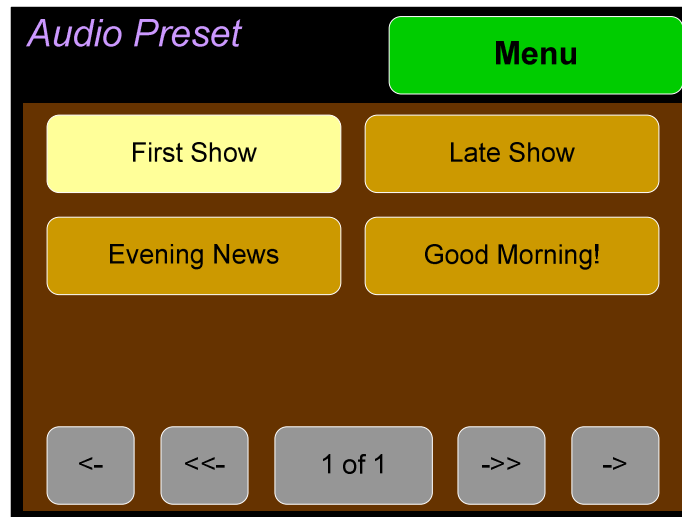 Audio Preset
Menu
First Show
Late Show
Evening News
Good Morning!
<-
<<-
1 of 1
->>
->